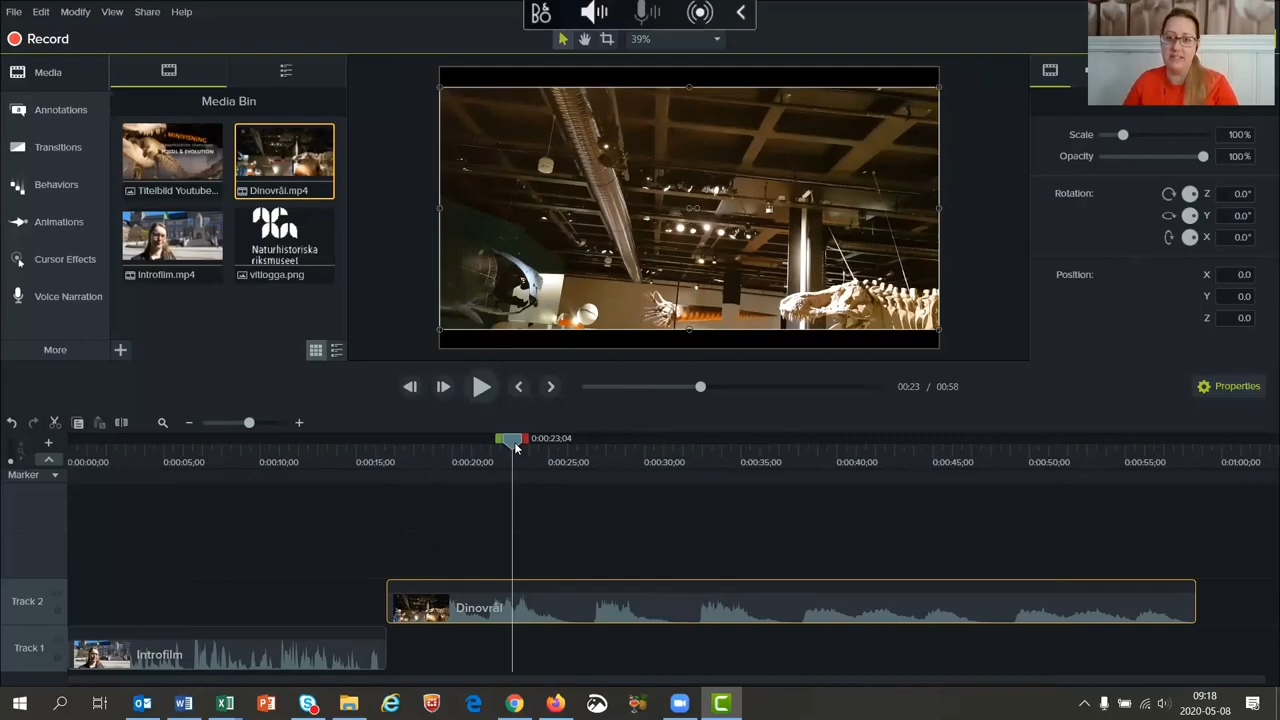 File Edit Modify View Share Help
Record
39%
Media
Annotations
Transitions
Behaviors
Animations
Cursor Effects
Voice Narration
More
Media Bin
MINIVISNING
FOSSIL & EVOLUTION
Titelbild Youtube...
Dinovrål.mp4
Introfilm.mp4
Naturhistoriska
riksmuseet
vitlogga.png
Scale 100%
Opacity 100%
Rotation: Z 0.0°
Y 0.0°
X 0.0°
Position: X 0.0
Y 0.0
Z 0.0
00:23 / 00:58
Properties
0:00:23;04
0:00:00;00 0:00:05;00 0:00:10;00 0:00:15;00 0:00:20;00 0:00:25;00 0:00:30;00 0:00:35;00 0:00:40;00 0:00:45;00 0:00:50;00 0:00:55;00 0:01:00;00
Marker
Track 2
Dinovrål
Track 1
Introfilm
09:18
2020-05-08